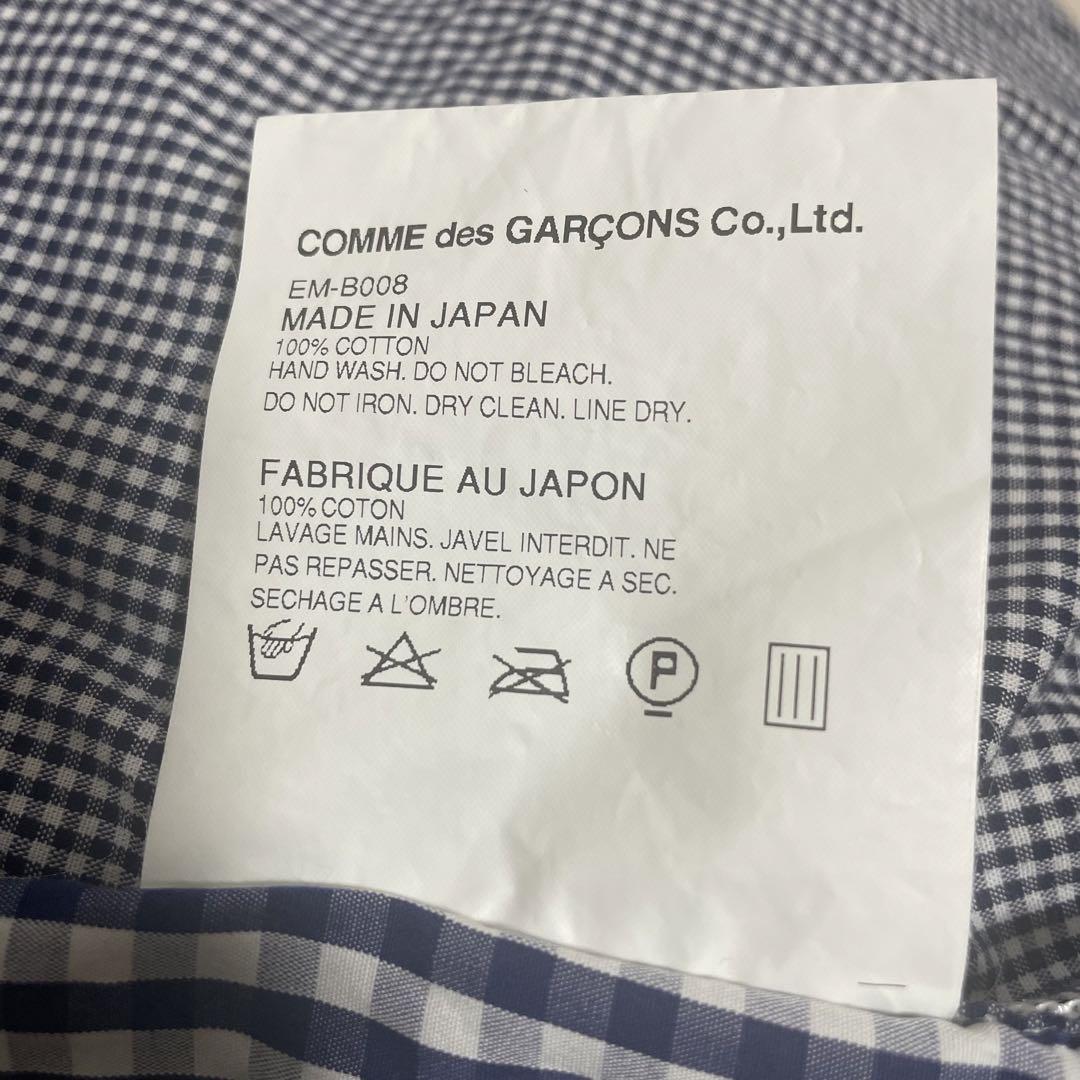 COMME des GARÇONS Co.,Ltd.
EM-B008
MADE IN JAPAN
100% COTTON
HAND WASH. DO NOT BLEACH.
DO NOT IRON. DRY CLEAN. LINE DRY.
FABRIQUE AU JAPON
100% COTON
LAVAGE MAINS. JAVEL INTERDIT. NE
PAS REPASSER. NETTOYAGE A SEC.
SECHAGE A L'OMBRE.
P